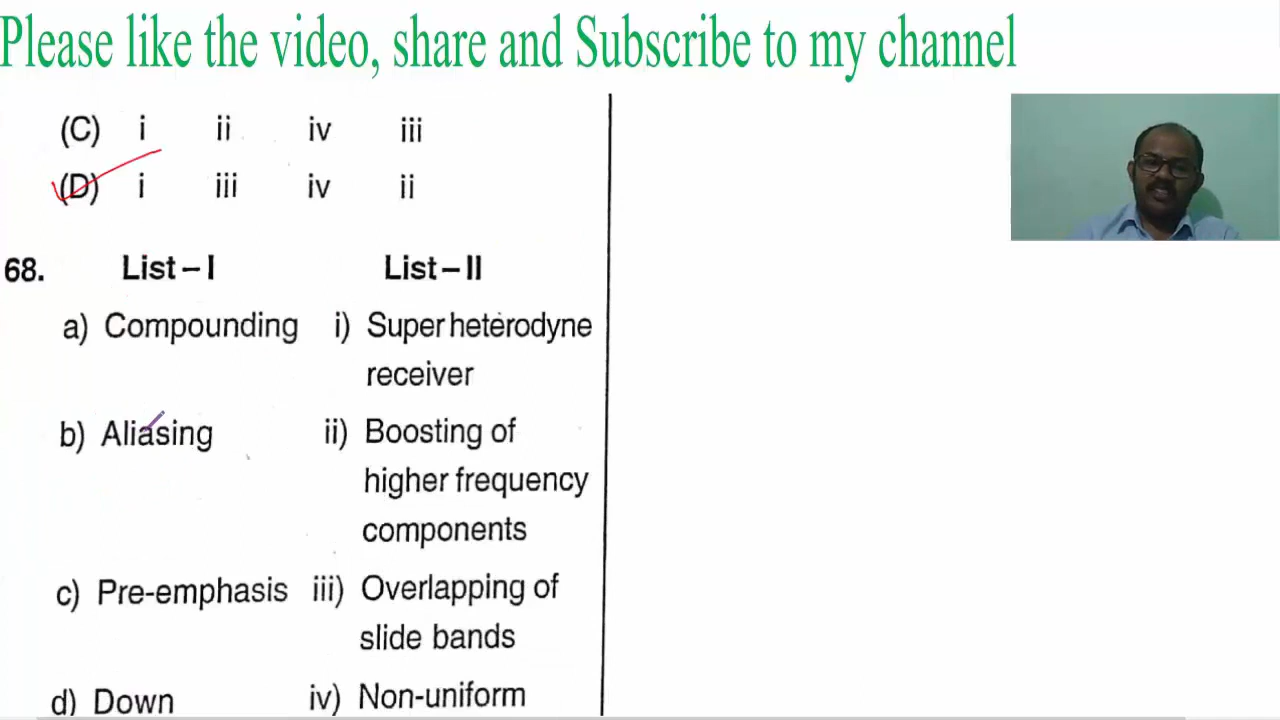 Please like the video, share and Subscribe to my channel
(C) i ii iv iii
(D) i iii iv ii
68. List – I List – II
a) Compounding i) Super heterodyne
receiver
b) Aliasing ii) Boosting of
higher frequency
components
c) Pre-emphasis iii) Overlapping of
slide bands
d) Down iv) Non-uniform